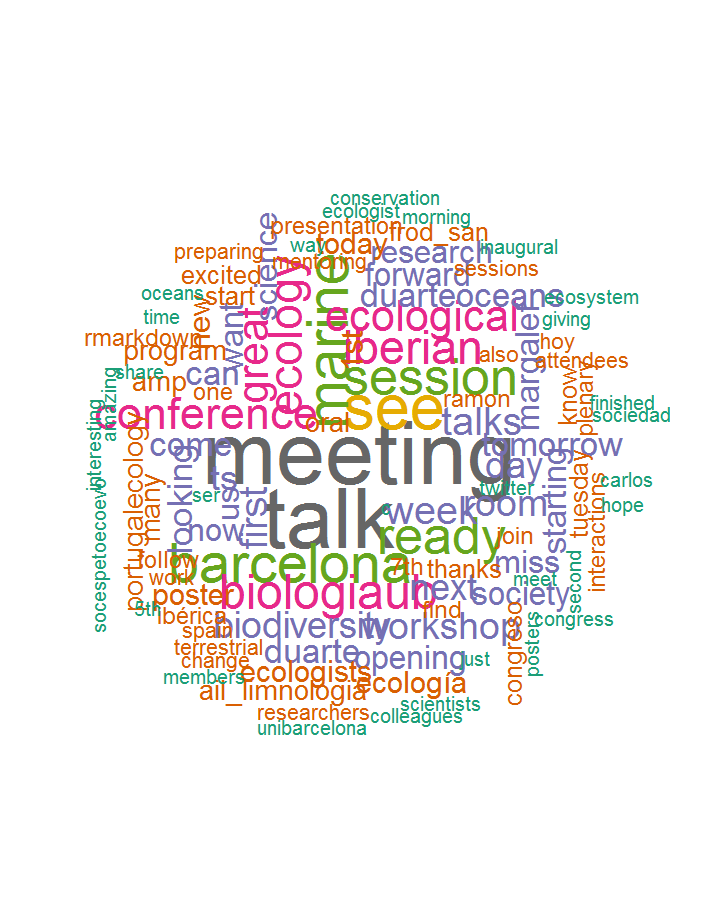 conservation
ecologist
morning
presentation
frod_san
way
today
inaugural
science
research
preparing
mentoring
sessions
excited
forward
ecology
marine
oceans
start
duarteoceans
ecosystem
time
new
want
great
ecological
margalef
giving
rmarkdown
program
1st
iberian
also
hoy
attendees
share
can
session
know
plenary
amazing
amp
one
see
ramon
finished
interesting
conference
oral
talks
sociedad
come
meeting
tomorrow
portugalecology
many
looking
ts
day
twitter
carlos
ser
us
first
talk
week
room
starting
tuesday
interactions
hope
socespetoecoevo
now
ready
join
follow
barcelona
7th
thanks
miss
work
meet
second
5th
poster
biologiaub
next
society
ibérica
find
congress
spain
biodiversity
workshop
congreso
posters
terrestrial
change
duarte
opening
just
members
ecologists
ecología
ail_limnologia
researchers
scientists
colleagues
unibarcelona